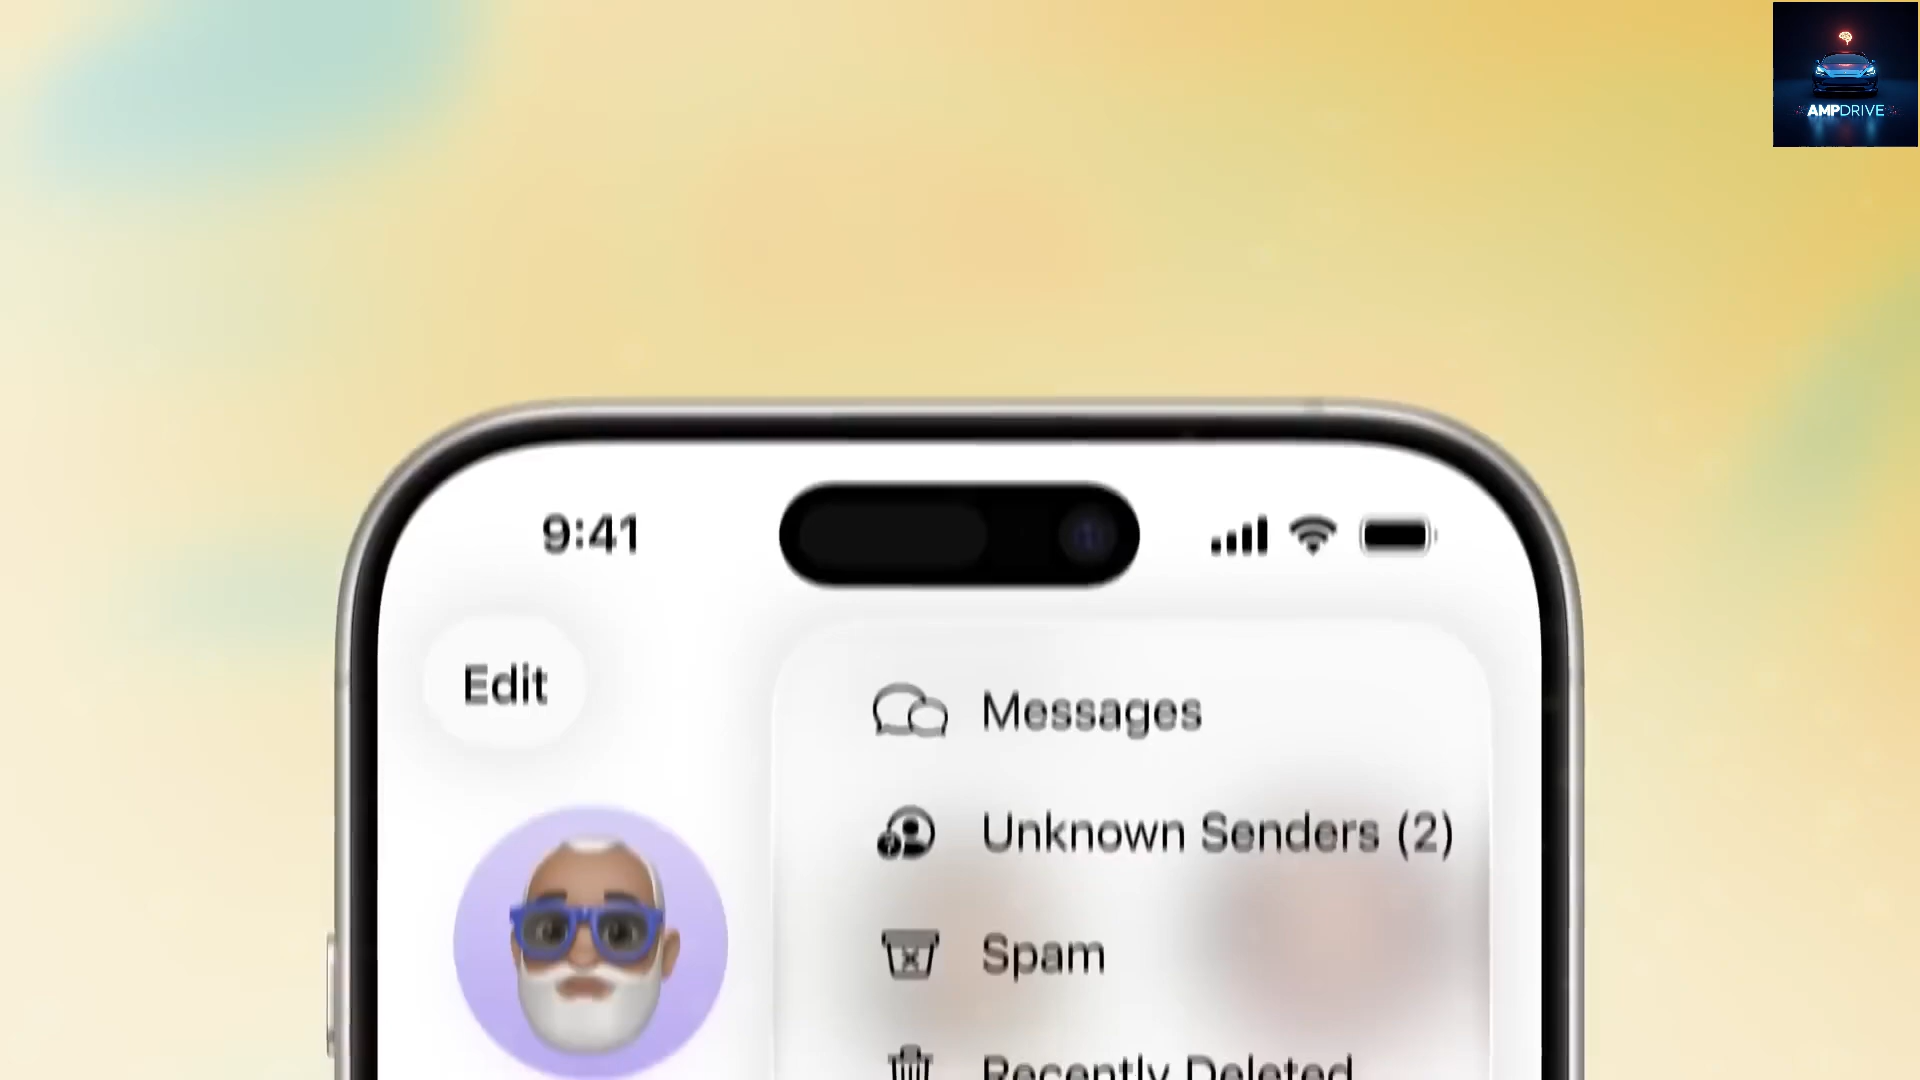 AMPDRIVE
9:41
Edit
Messages
Unknown Senders (2)
Spam
Recently Deleted